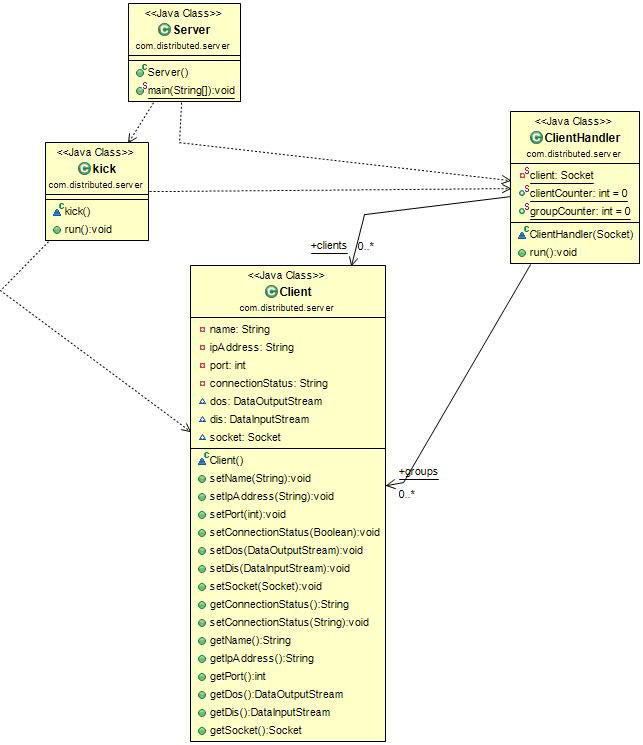 <<Java Class>>
Server
com.distributed.server
Server()
main(String[]):void
<<Java Class>>
kick
com.distributed.server
kick()
run():void
<<Java Class>>
ClientHandler
com.distributed.server
client: Socket
clientCounter: int = 0
groupCounter: int = 0
ClientHandler(Socket)
run():void
+clients 0..*
<<Java Class>>
Client
com.distributed.server
name: String
ipAddress: String
port: int
connectionStatus: String
dos: DataOutputStream
dis: DataInputStream
socket: Socket
Client()
setName(String):void
setIpAddress(String):void
setPort(int):void
setConnectionStatus(Boolean):void
setDos(DataOutputStream):void
setDis(DataInputStream):void
setSocket(Socket):void
getConnectionStatus():String
setConnectionStatus(String):void
getName():String
getIpAddress():String
getPort():int
getDos():DataOutputStream
getDis():DataInputStream
getSocket():Socket
+groups
0..*